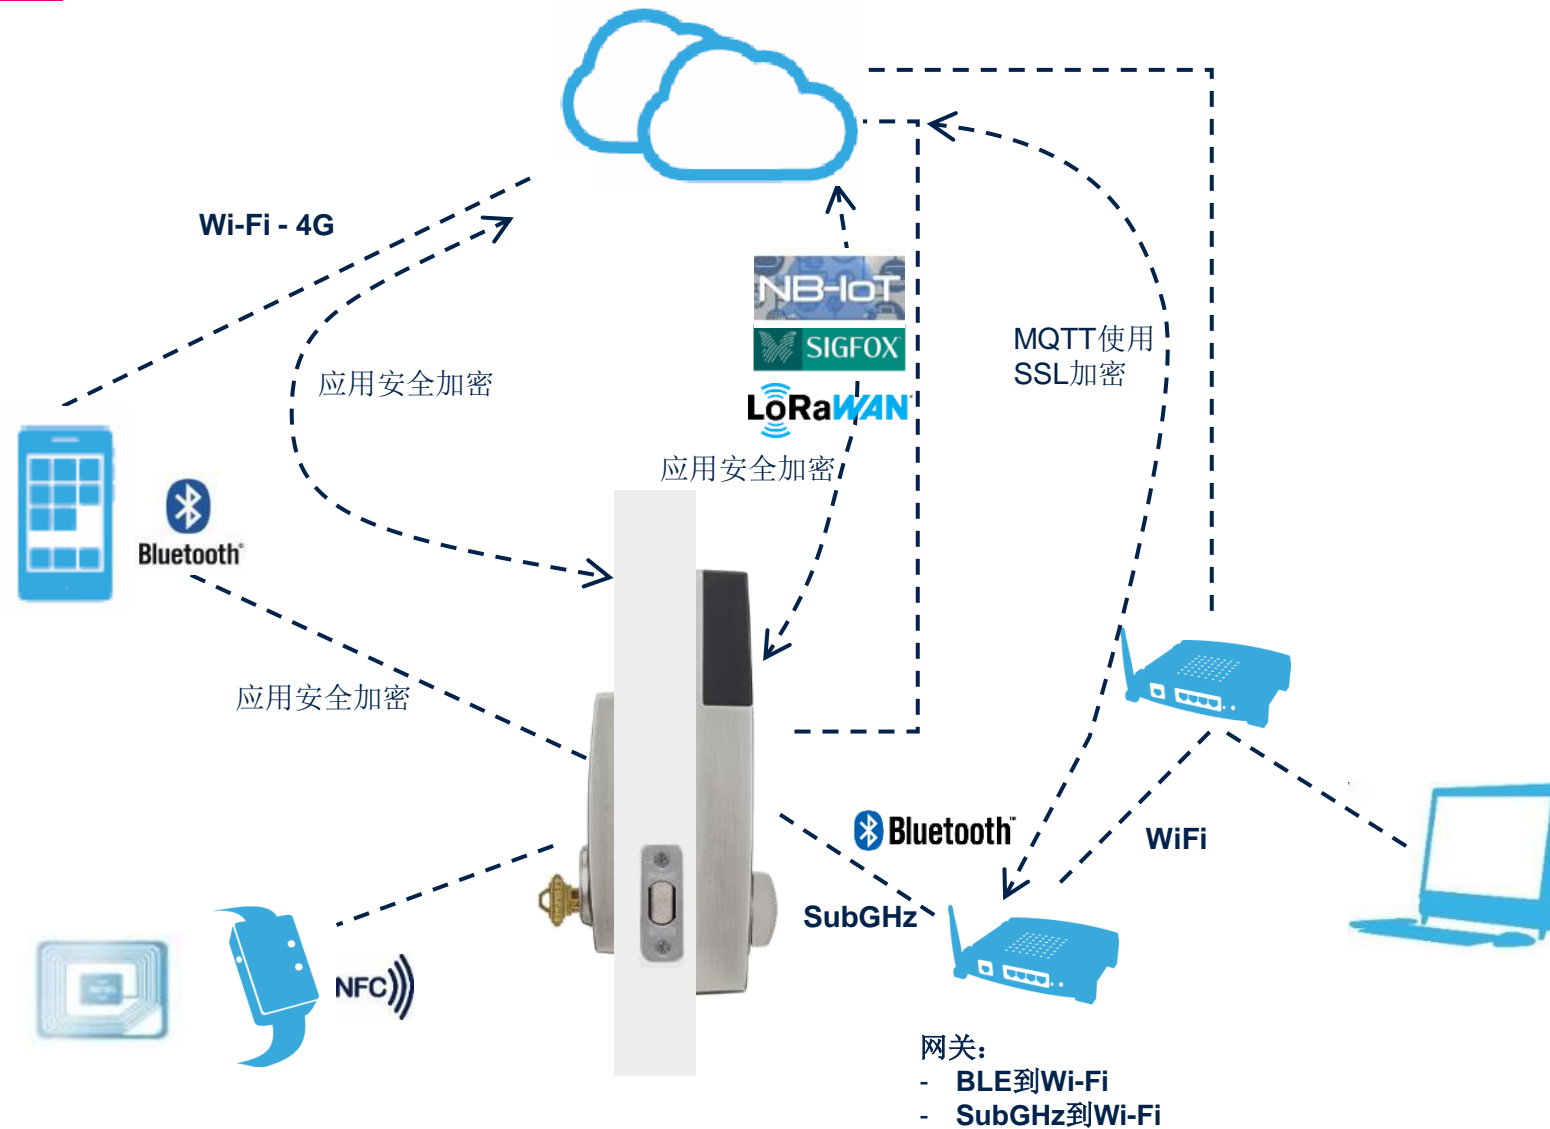 Wi-Fi - 4G
NB-IoT
SIGFOX
LoRaWAN
MQTT使用
SSL加密
应用安全加密
应用安全加密
Bluetooth
应用安全加密
Bluetooth
WiFi
SubGHz
NFC
网关：
- BLE到Wi-Fi
- SubGHz到Wi-Fi